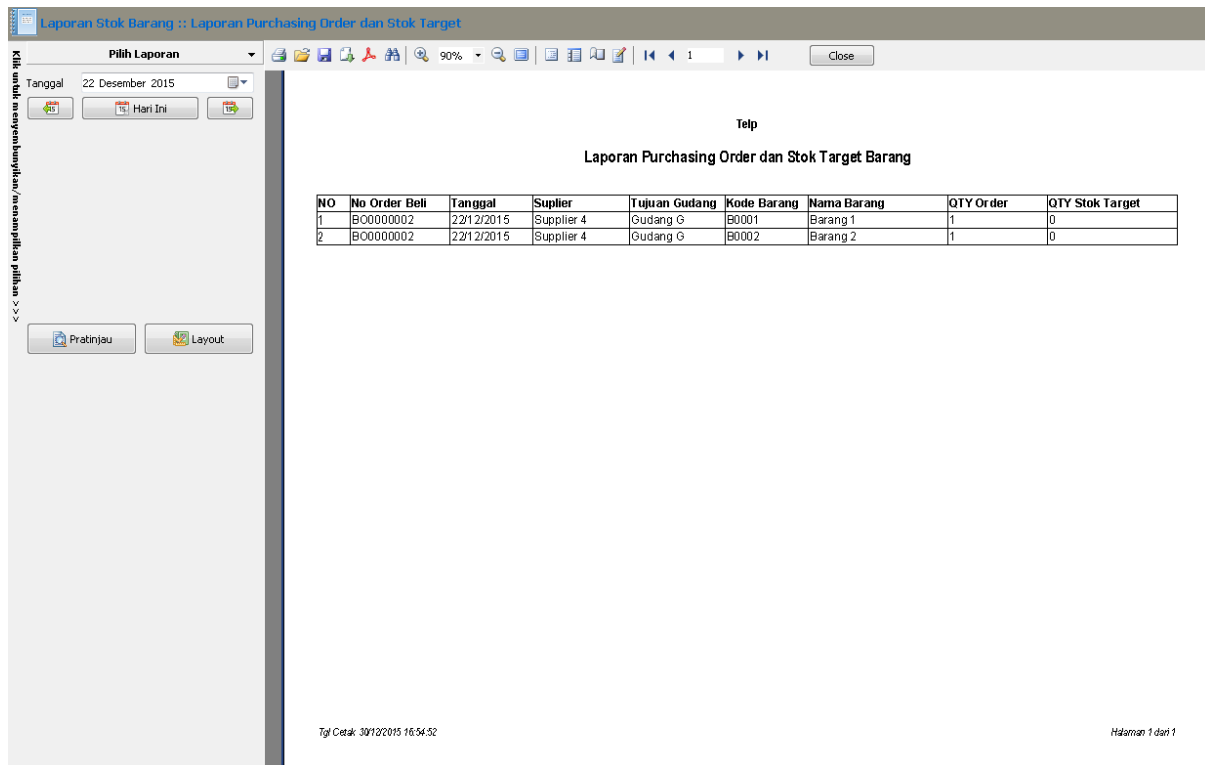 Laporan Stok Barang :: Laporan Purchasing Order dan Stok Target
Klik untuk menyembunyikan/menampilkan pilihan >>>
Pilih Laporan
90%
1
Close
Tanggal 22 Desember 2015
Hari Ini
Pratinjau
Layout
Telp
Laporan Purchasing Order dan Stok Target Barang
NO No Order Beli Tanggal Suplier Tujuan Gudang Kode Barang Nama Barang QTY Order QTY Stok Target
1 BO0000002 22/12/2015 Supplier 4 Gudang G B0001 Barang 1 1 0
2 BO0000002 22/12/2015 Supplier 4 Gudang G B0002 Barang 2 1 0
Tgl Cetak 30/12/2015 16:54:52
Halaman 1 dari 1